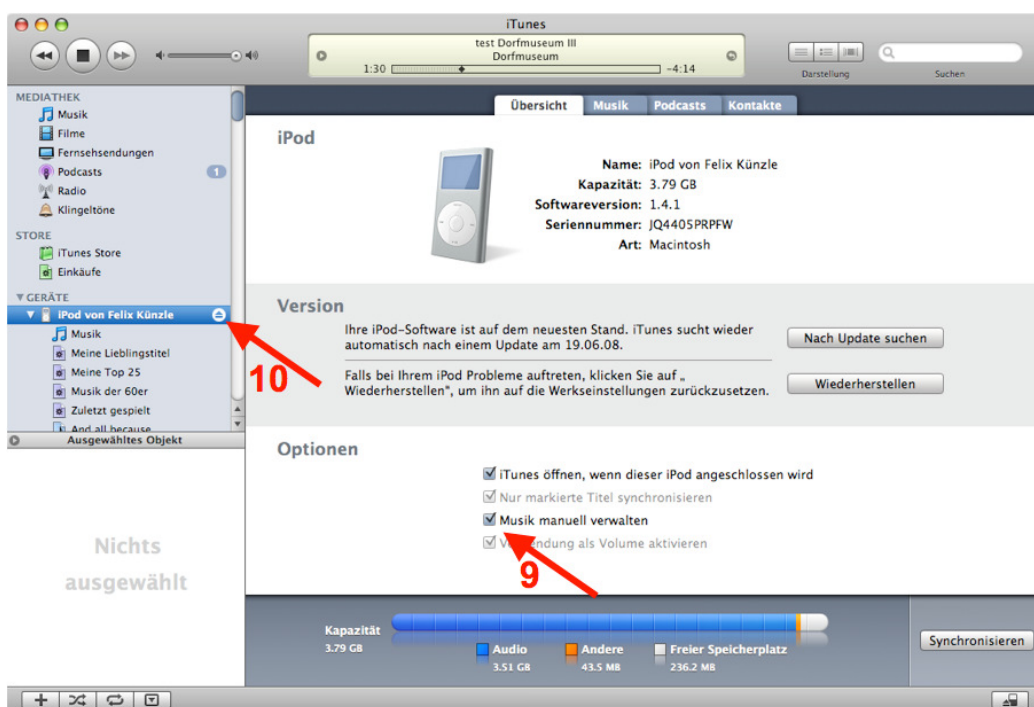 iTunes
test Dorfmuseum III
Dorfmuseum
1:30
-4:14
Darstellung
Suchen
MEDIATHEK
Musik
Filme
Fernsehsendungen
Podcasts
1
Radio
Klingeltöne
STORE
iTunes Store
Einkäufe
GERÄTE
iPod von Felix Künzle
Musik
Meine Lieblingstitel
Meine Top 25
Musik der 60er
Zuletzt gespielt
And all because
Ausgewähltes Objekt
Nichts
ausgewählt
Übersicht Musik Podcasts Kontakte
iPod
Name: iPod von Felix Künzle
Kapazität: 3.79 GB
Softwareversion: 1.4.1
Seriennummer: JQ4405PRPFW
Art: Macintosh
Version
Ihre iPod-Software ist auf dem neuesten Stand. iTunes sucht wieder
automatisch nach einem Update am 19.06.08.
Nach Update suchen
Falls bei Ihrem iPod Probleme auftreten, klicken Sie auf „
Wiederherstellen", um ihn auf die Werkseinstellungen zurückzusetzen.
Wiederherstellen
10
Optionen
iTunes öffnen, wenn dieser iPod angeschlossen wird
Nur markierte Titel synchronisieren
Musik manuell verwalten
Verwendung als Volume aktivieren
9
Kapazität
3.79 GB
Audio
3.51 GB
Andere
43.5 MB
Freier Speicherplatz
236.2 MB
Synchronisieren